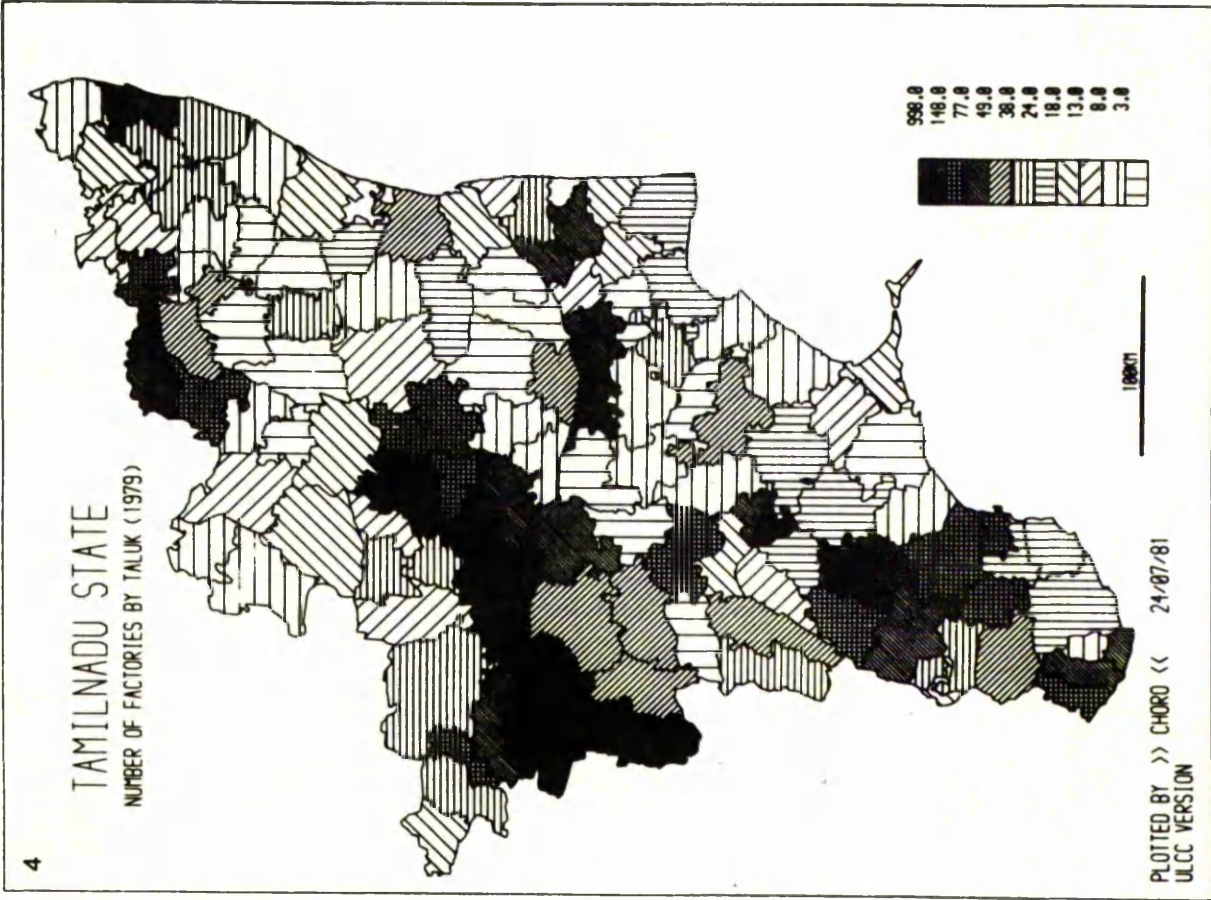 4
TAMILNADU STATE
NUMBER OF FACTORIES BY TALUK (1979)
998.0
148.0
77.0
49.0
38.0
24.0
18.0
13.0
8.0
3.0
100KM
PLOTTED BY >> CHORO << 24/07/81
ULCC VERSION